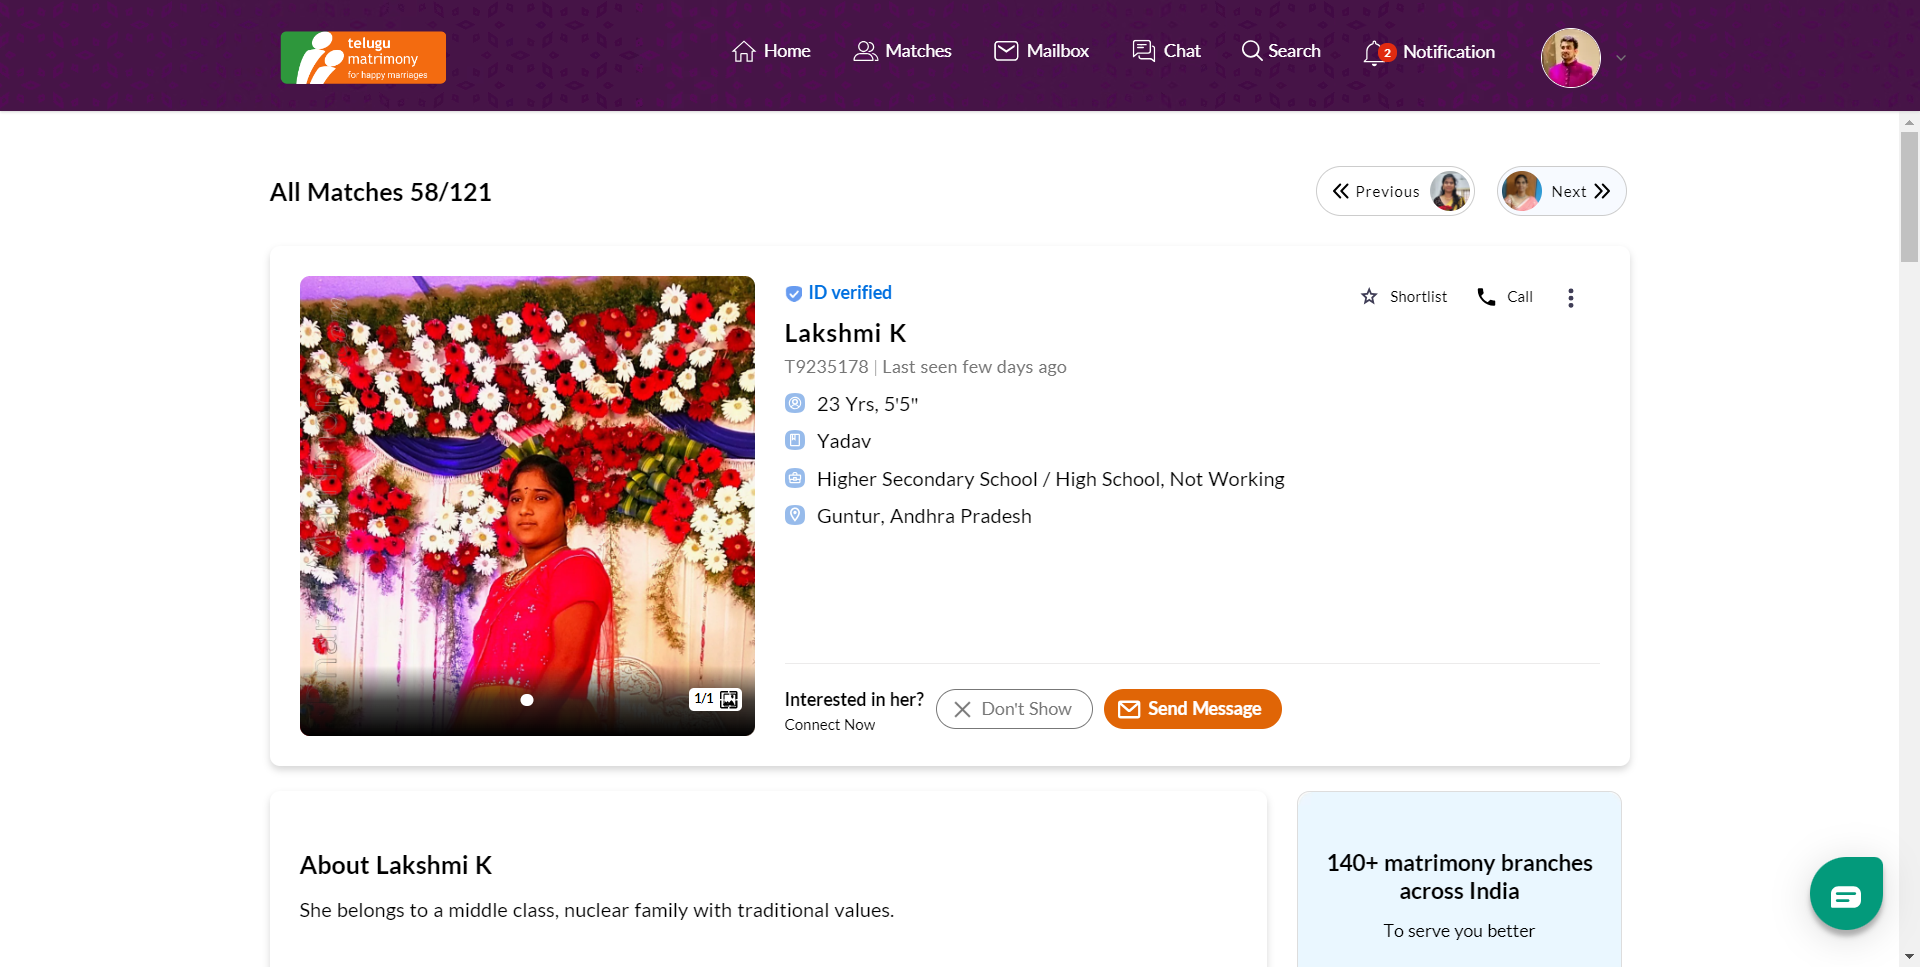 telugu
matrimony
for happy marriages
Home
Matches
Mailbox
Chat
Search
2
Notification
All Matches 58/121
Previous
Next
ID verified
Shortlist
Call
Lakshmi K
T9235178 | Last seen few days ago
23 Yrs, 5'5"
Yadav
Higher Secondary School / High School, Not Working
Guntur, Andhra Pradesh
1/1
Interested in her?
Connect Now
Don't Show
Send Message
About Lakshmi K
She belongs to a middle class, nuclear family with traditional values.
140+ matrimony branches
across India
To serve you better